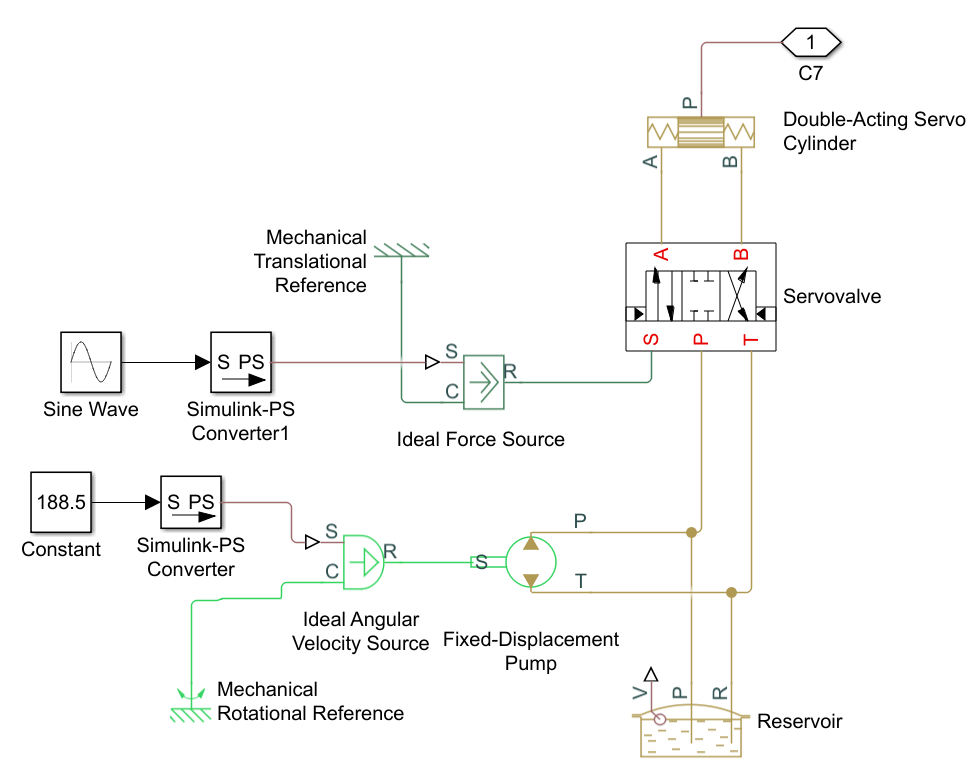 1
C7
P
Double-Acting Servo
Cylinder
A
B
Mechanical
Translational
Reference
A
B
Servovalve
S
P
T
S PS
S
C
R
Sine Wave
Simulink-PS
Converter1
Ideal Force Source
188.5
S PS
Constant
Simulink-PS
Converter
S
C
R
S
P
T
Ideal Angular
Velocity Source
Fixed-Displacement
Pump
Mechanical
Rotational Reference
V
P
R
Reservoir